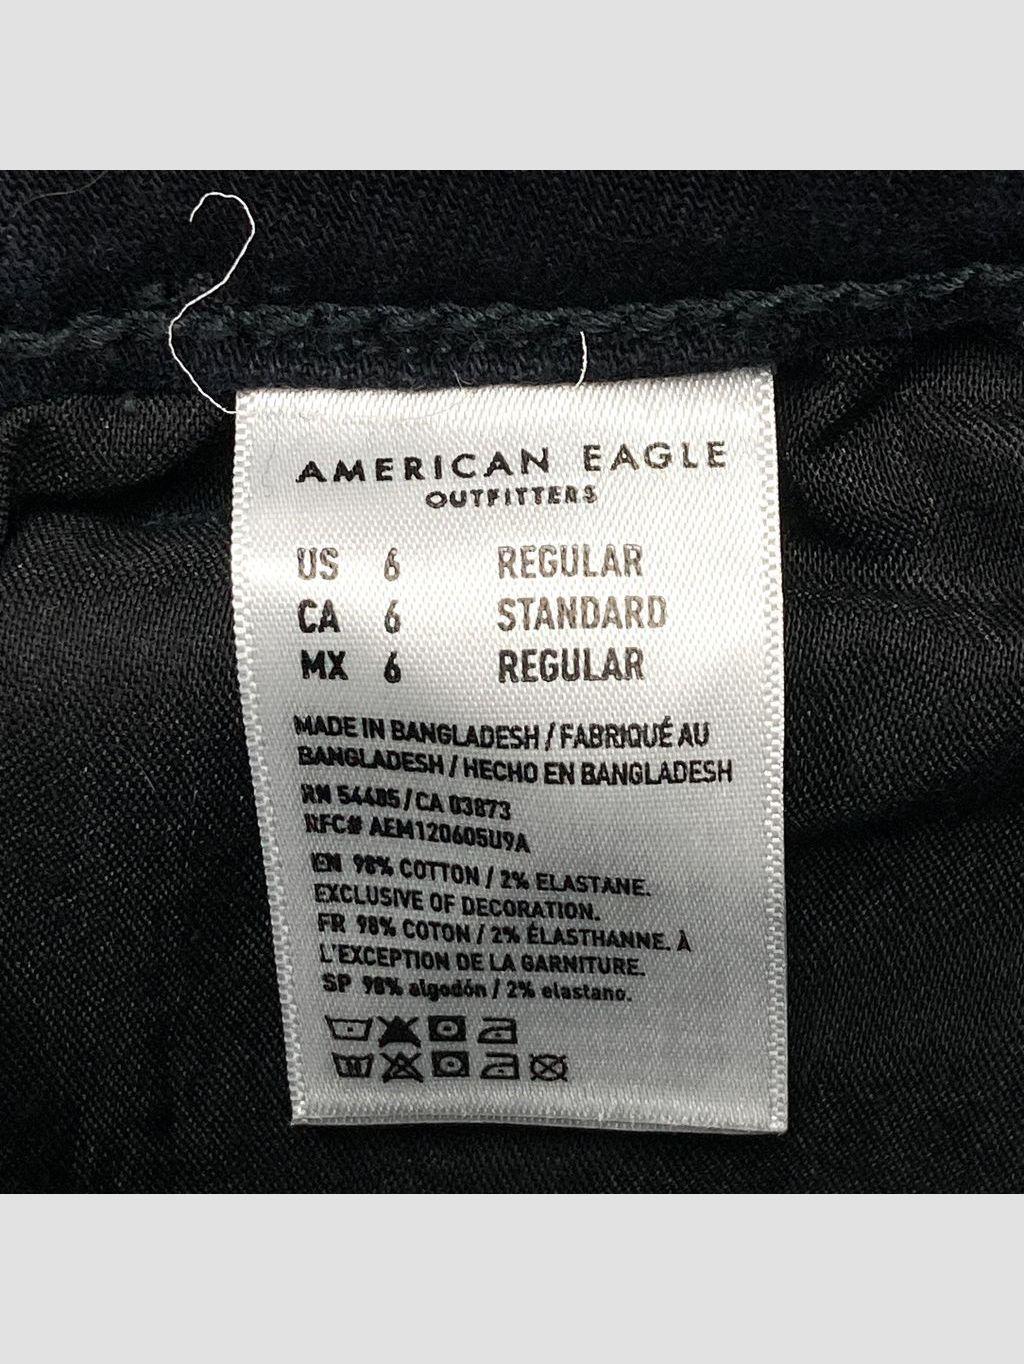 AMERICAN EAGLE
OUTFITTERS
US 6 REGULAR
CA 6 STANDARD
MX 6 REGULAR
MADE IN BANGLADESH / FABRIQUÉ AU
BANGLADESH / HECHO EN BANGLADESH
RN 54485 / CA 03873
RFC# AEM120605U9A
EN 98% COTTON / 2% ELASTANE.
EXCLUSIVE OF DECORATION.
FR 98% COTON / 2% ÉLASTHANNE. À
L'EXCEPTION DE LA GARNITURE.
SP 98% algodón / 2% elastano.